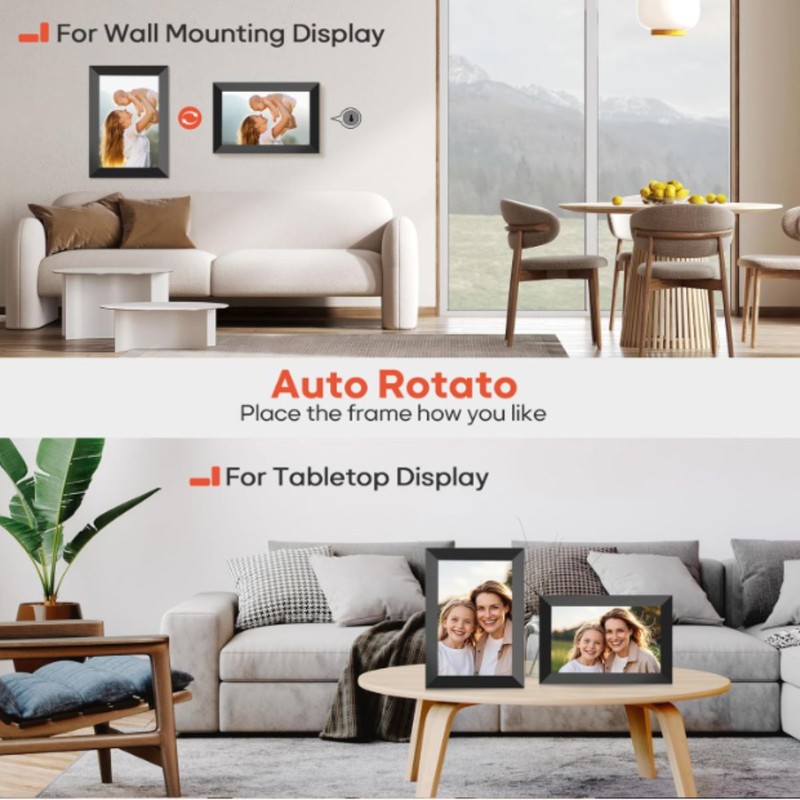 For Wall Mounting Display
Auto Rotato
Place the frame how you like
For Tabletop Display